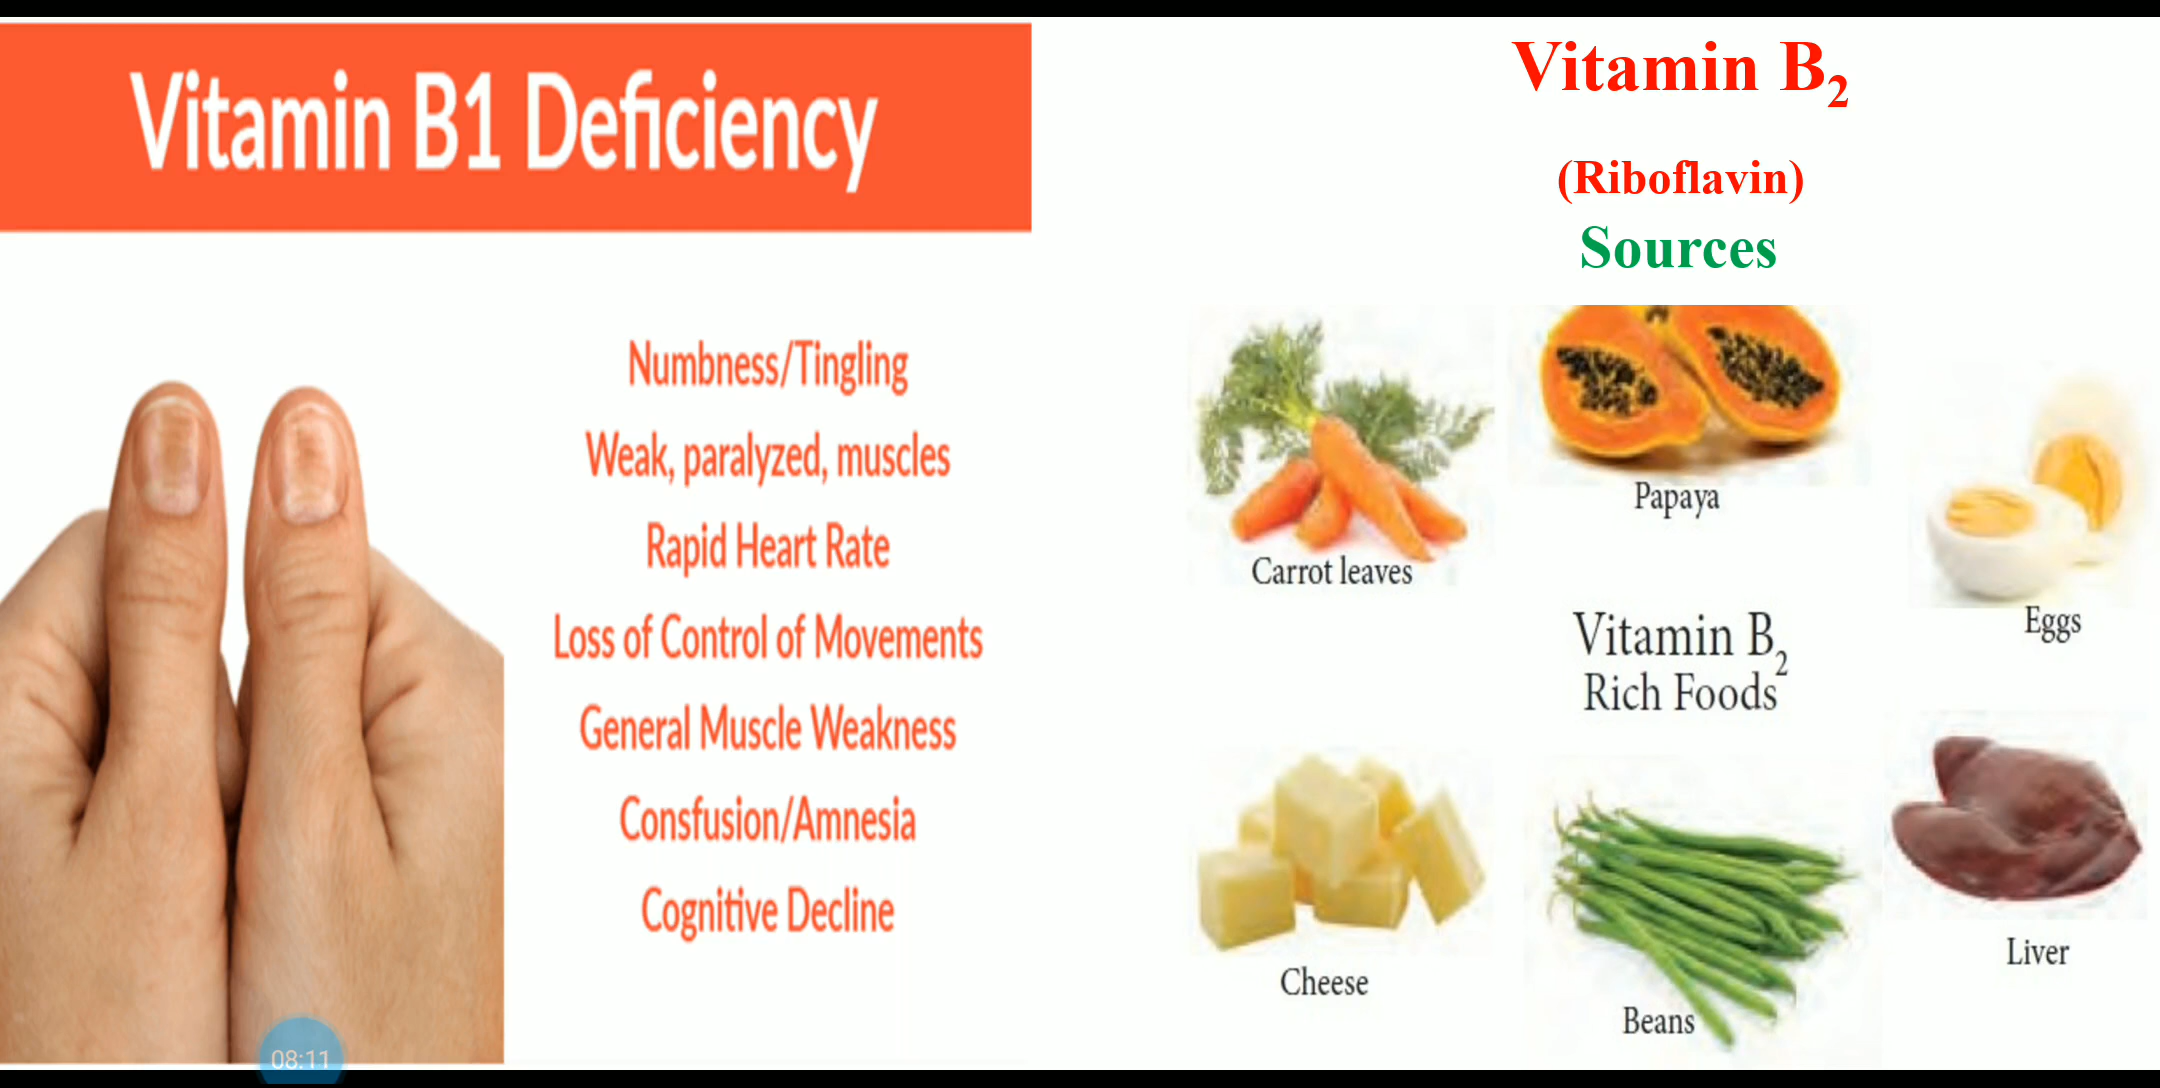 Vitamin B1 Deficiency
Numbness/Tingling
Weak, paralyzed, muscles
Rapid Heart Rate
Loss of Control of Movements
General Muscle Weakness
Consfusion/Amnesia
Cognitive Decline
08:11
Vitamin B₂
(Riboflavin)
Sources
Carrot leaves
Papaya
Eggs
Vitamin B₂
Rich Foods
Cheese
Beans
Liver